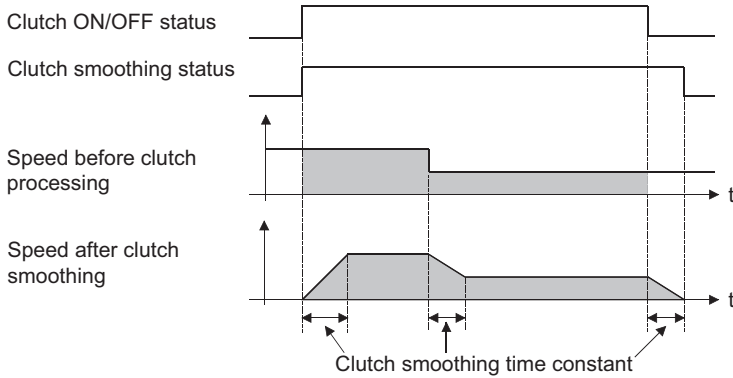 Clutch ON/OFF status
Clutch smoothing status
Speed before clutch
processing
t
Speed after clutch
smoothing
t
Clutch smoothing time constant